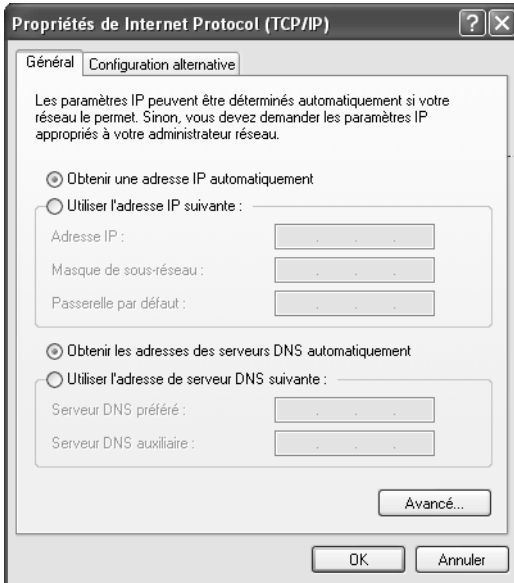 Propriétés de Internet Protocol (TCP/IP)
Général
Configuration alternative
Les paramètres IP peuvent être déterminés automatiquement si votre
réseau le permet. Sinon, vous devez demander les paramètres IP
appropriés à votre administrateur réseau.
Obtenir une adresse IP automatiquement
Utiliser l'adresse IP suivante :
Adresse IP :
Masque de sous-réseau :
Passerelle par défaut :
Obtenir les adresses des serveurs DNS automatiquement
Utiliser l'adresse de serveur DNS suivante :
Serveur DNS préféré :
Serveur DNS auxiliaire :
Avancé...
OK
Annuler